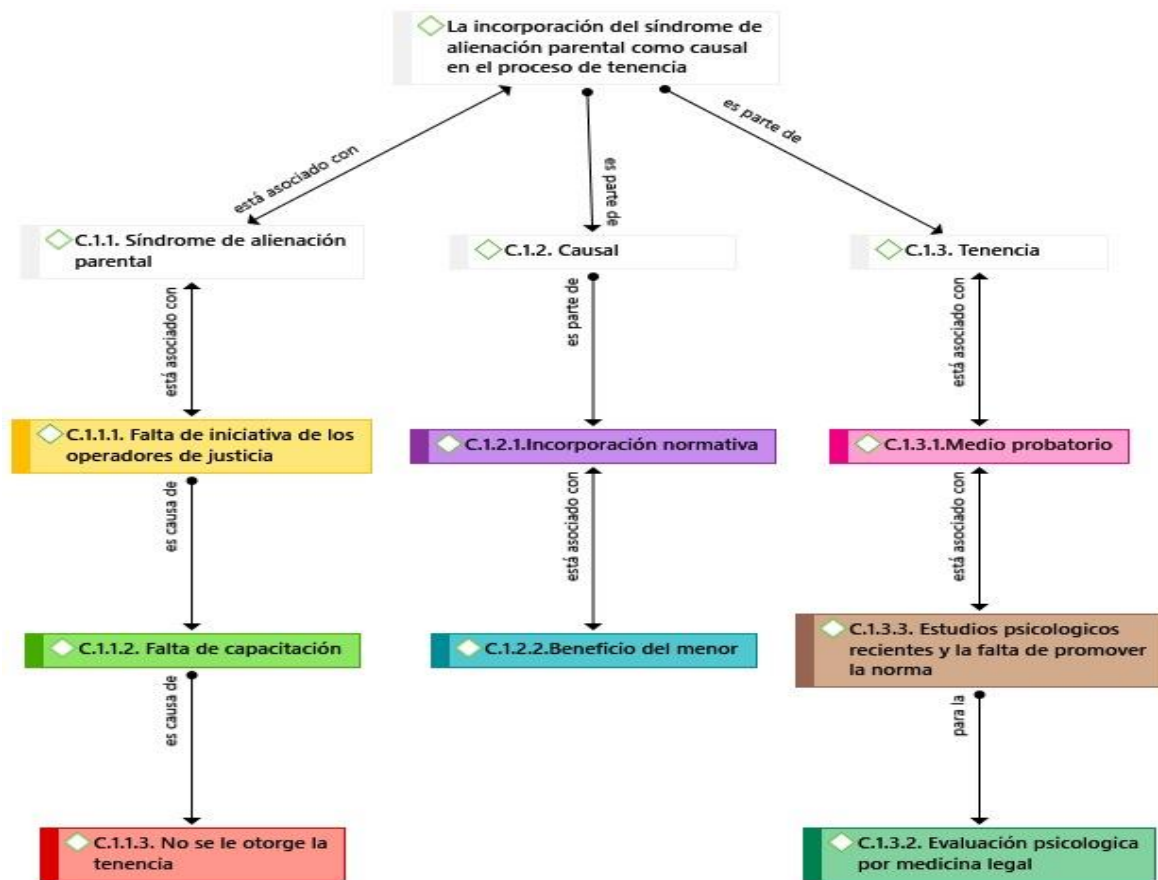 La incorporación del síndrome de
alienación parental como causal
en el proceso de tenencia
está asociado con
es parte de
es parte de
C.1.1. Síndrome de alienación
parental
C.1.2. Causal
C.1.3. Tenencia
está asociado con
es parte de
está asociado con
C.1.1.1. Falta de iniciativa de los
operadores de justicia
C.1.2.1.Incorporación normativa
C.1.3.1.Medio probatorio
es causa de
está asociado con
está asociado con
C.1.1.2. Falta de capacitación
C.1.2.2.Beneficio del menor
C.1.3.3. Estudios psicologicos
recientes y la falta de promover
la norma
es causa de
para la
C.1.1.3. No se le otorge la
tenencia
C.1.3.2. Evaluación psicologica
por medicina legal